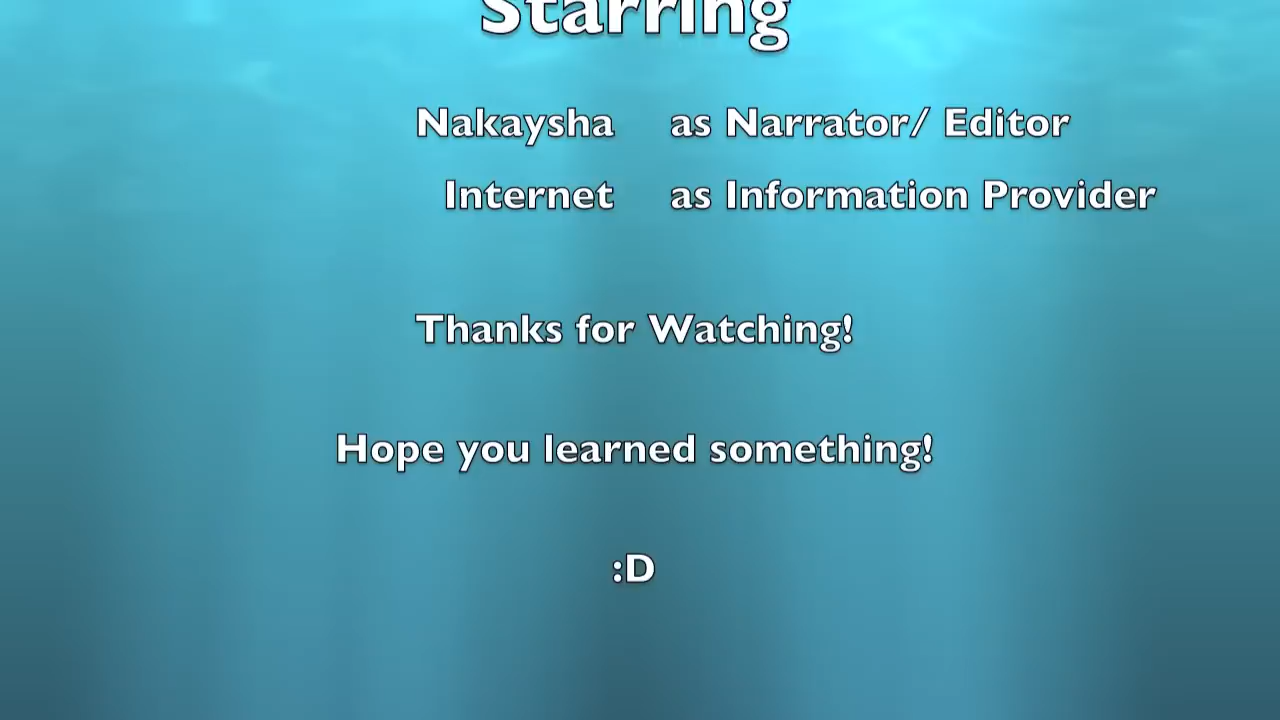 Starring
Nakaysha as Narrator/ Editor
Internet as Information Provider
Thanks for Watching!
Hope you learned something!
:D